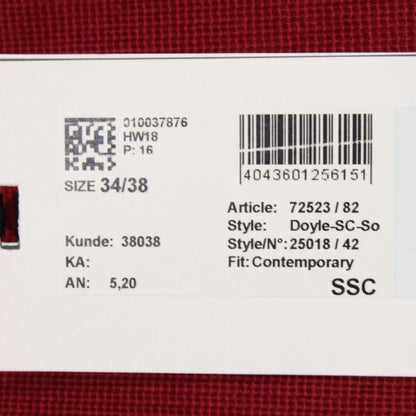 010037876
HW18
P: 16
SIZE 34/38
4043601256151
Article: 72523 / 82
Style: Doyle-SC-So
Style/N°: 25018 / 42
Fit: Contemporary
SSC
Kunde: 38038
KA:
AN: 5,20